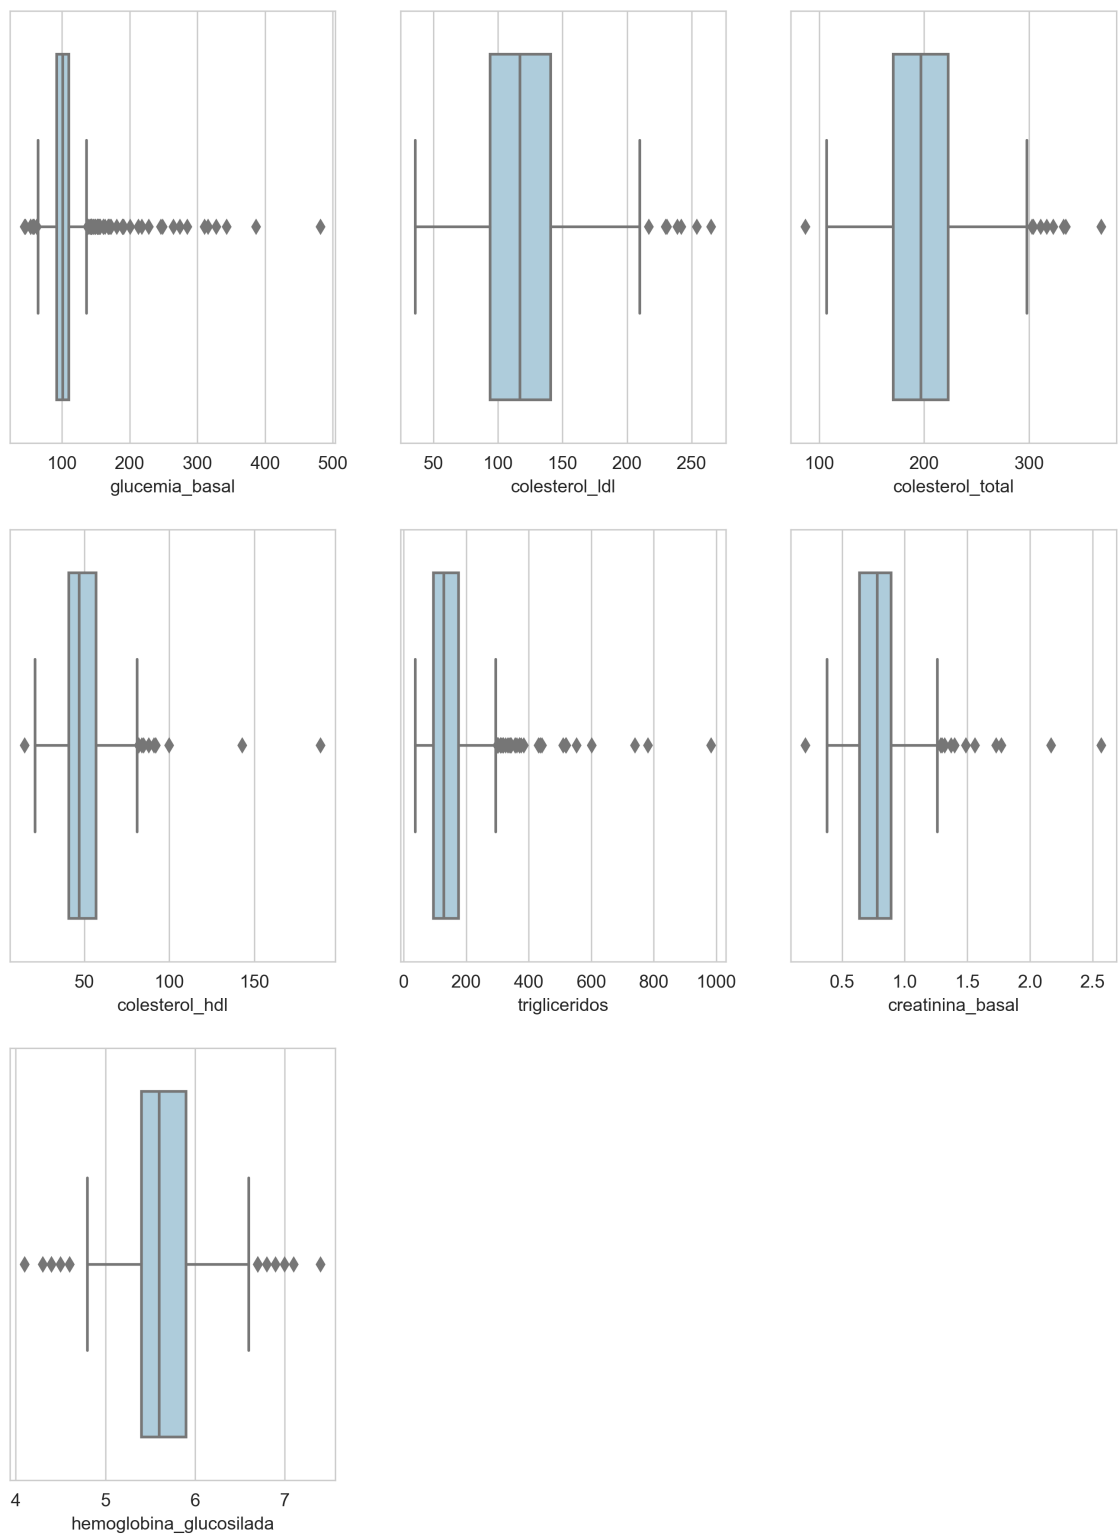 100 200 300 400 500
glucemia_basal
50 100 150 200 250
colesterol_ldl
100 200 300
colesterol_total
50 100 150
colesterol_hdl
0 200 400 600 800 1000
trigliceridos
0.5 1.0 1.5 2.0 2.5
creatinina_basal
4 5 6 7
hemoglobina_glucosilada